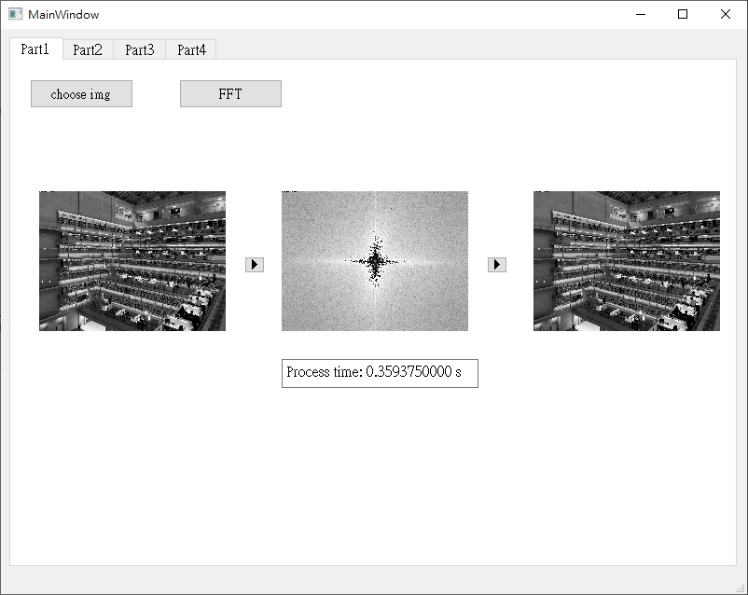 MainWindow
Part1
Part2
Part3
Part4
choose img
FFT
Process time: 0.3593750000 s